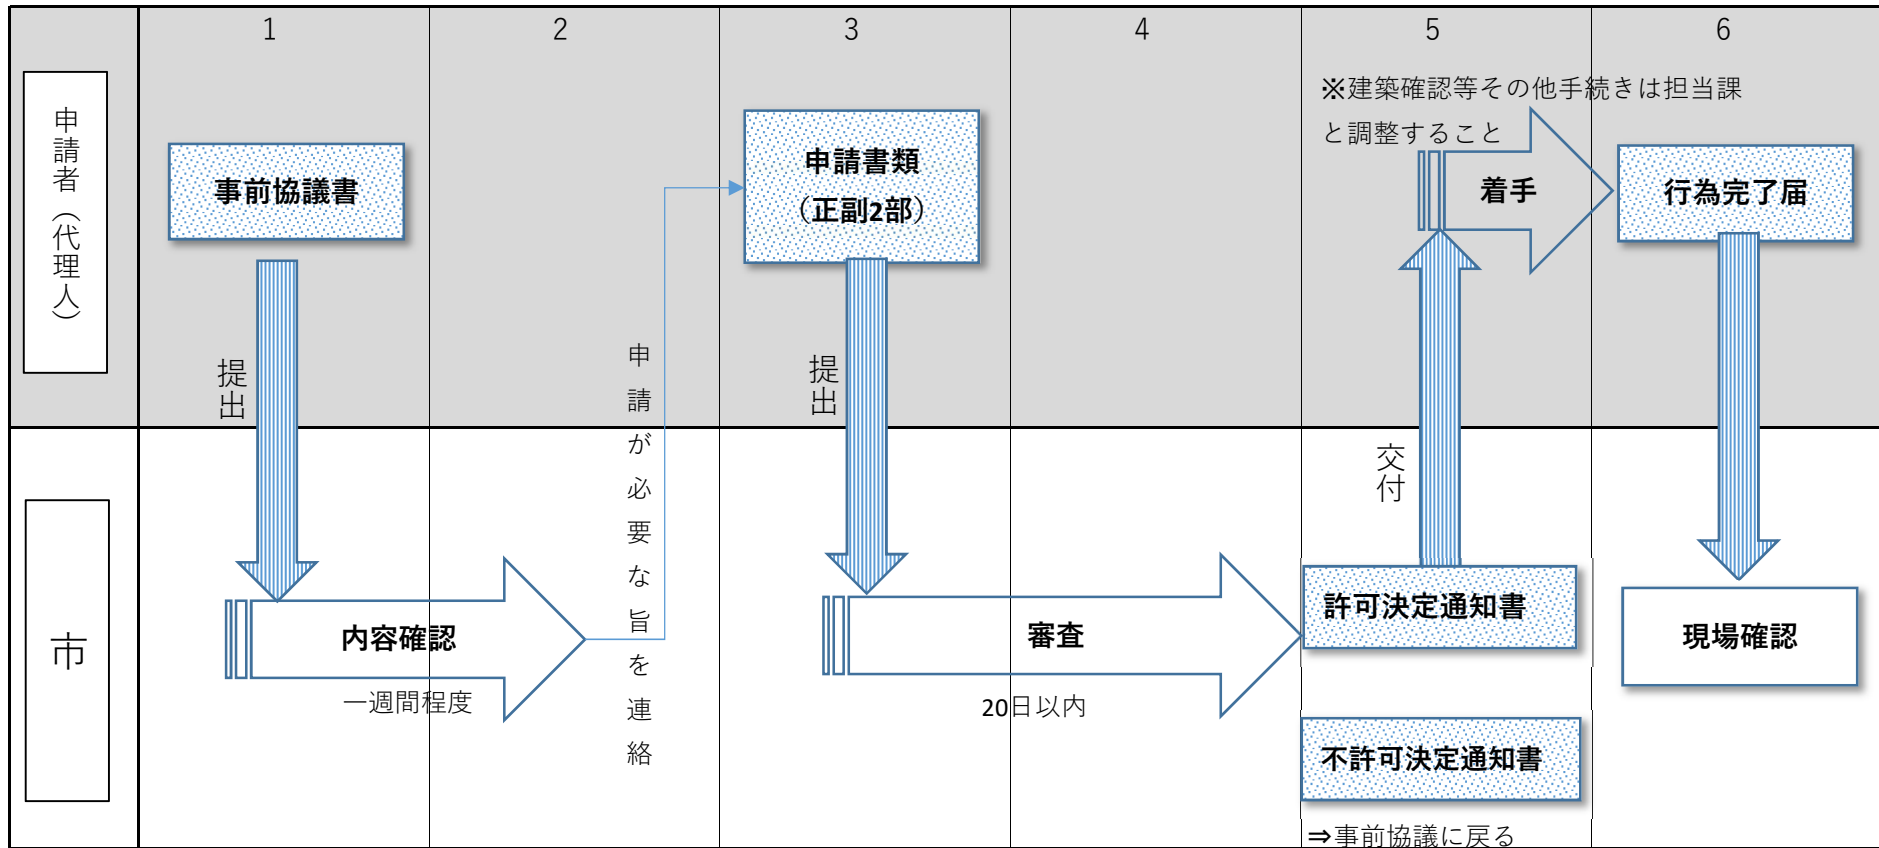 1
2
3
4
5
6
申請者（代理人）
事前協議書
提出
申請が必要な旨を連絡
申請書類
（正副2部）
提出
※建築確認等その他手続きは担当課
と調整すること
着手
行為完了届
市
内容確認
一週間程度
審査
20日以内
交付
許可決定通知書
不許可決定通知書
⇒事前協議に戻る
現場確認